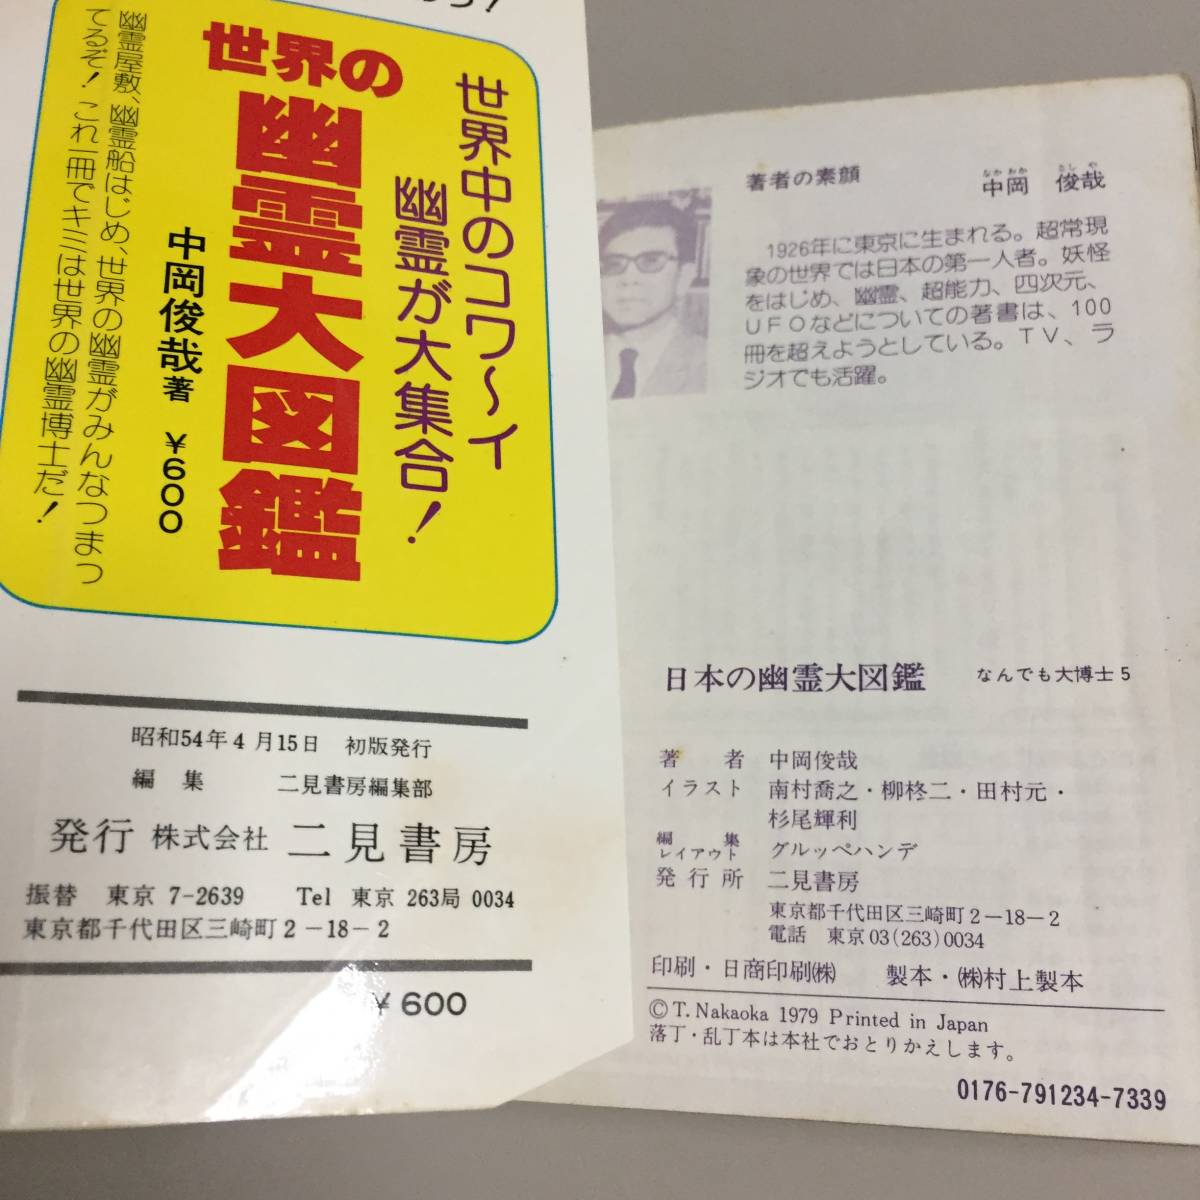 世界中のコワ〜イ
幽霊が大集合!
世界の
幽霊大図鑑
中岡俊哉著 ¥600
幽霊屋敷、幽霊船はじめ、世界の幽霊がみんなつまっ
てるぞ!これ一冊でキミは世界の幽霊博士だ!
昭和54年4月15日 初版発行
編集 二見書房編集部
発行 株式会社 二見書房
振替 東京 7-2639 Tel 東京 263局 0034
東京都千代田区三崎町2-18-2
¥600
著者の素顔
なかおか としや
中岡 俊哉
1926年に東京に生まれる。超常現
象の世界では日本の第一人者。妖怪
をはじめ、幽霊、超能力、四次元、
UFOなどについての著書は、100
冊を超えようとしている。TV、ラ
ジオでも活躍。
日本の幽霊大図鑑 なんでも大博士5
著者 中岡俊哉
イラスト 南村喬之・柳柊二・田村元・
杉尾輝利
編集
レイアウト グルッペハンデ
発行所 二見書房
東京都千代田区三崎町2-18-2
電話 東京03(263)0034
印刷・日商印刷㈱ 製本・㈱村上製本
©T. Nakaoka 1979 Printed in Japan
落丁・乱丁本は本社でおとりかえします。
0176-791234-7339